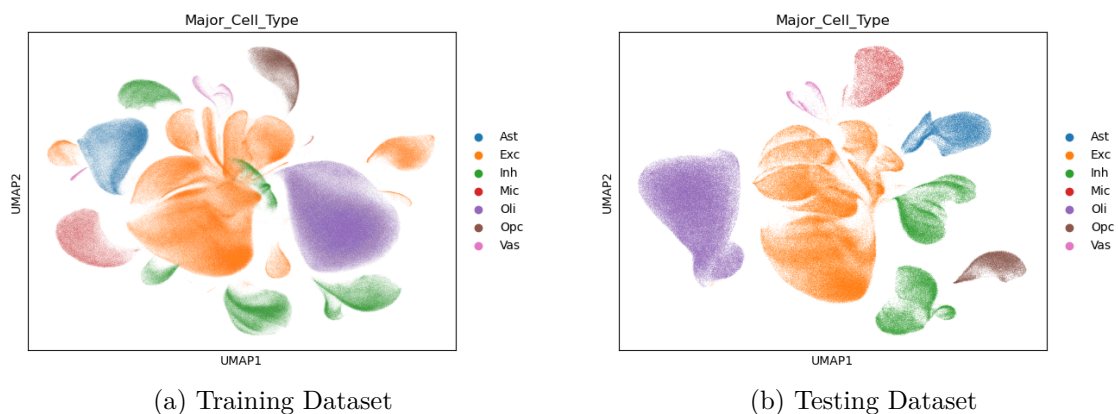 Major_Cell_Type
UMAP2
UMAP1
Ast
Exc
Inh
Mic
Oli
Opc
Vas
(a) Training Dataset
Major_Cell_Type
UMAP2
UMAP1
Ast
Exc
Inh
Mic
Oli
Opc
Vas
(b) Testing Dataset